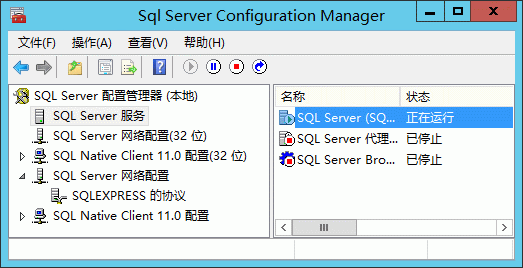 Sql Server Configuration Manager
文件(F) 操作(A) 查看(V) 帮助(H)
SQL Server 配置管理器 (本地)
SQL Server 服务
SQL Server 网络配置(32 位)
SQL Native Client 11.0 配置(32 位)
SQL Server 网络配置
SQLEXPRESS 的协议
SQL Native Client 11.0 配置
名称 状态
SQL Server (SQ... 正在运行
SQL Server 代理... 已停止
SQL Server Bro... 已停止